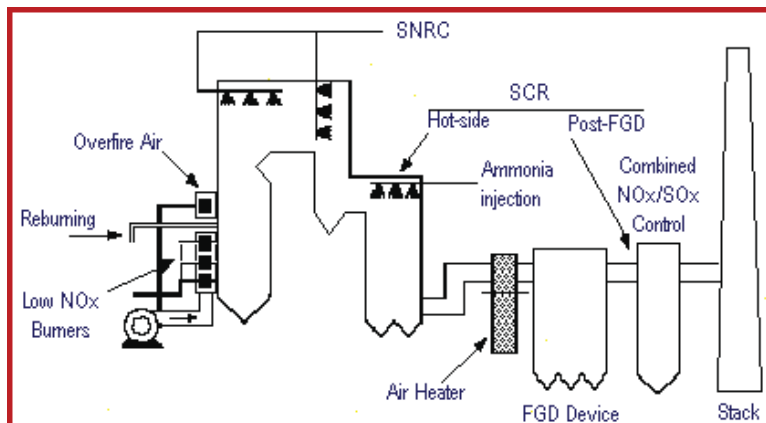 SNRC
SCR
Hot-side
Post-FGD
Overfire Air
Ammonia
injection
Combined
NOx/SOx
Control
Reburning
Low NOx
Burners
Air Heater
FGD Device
Stack